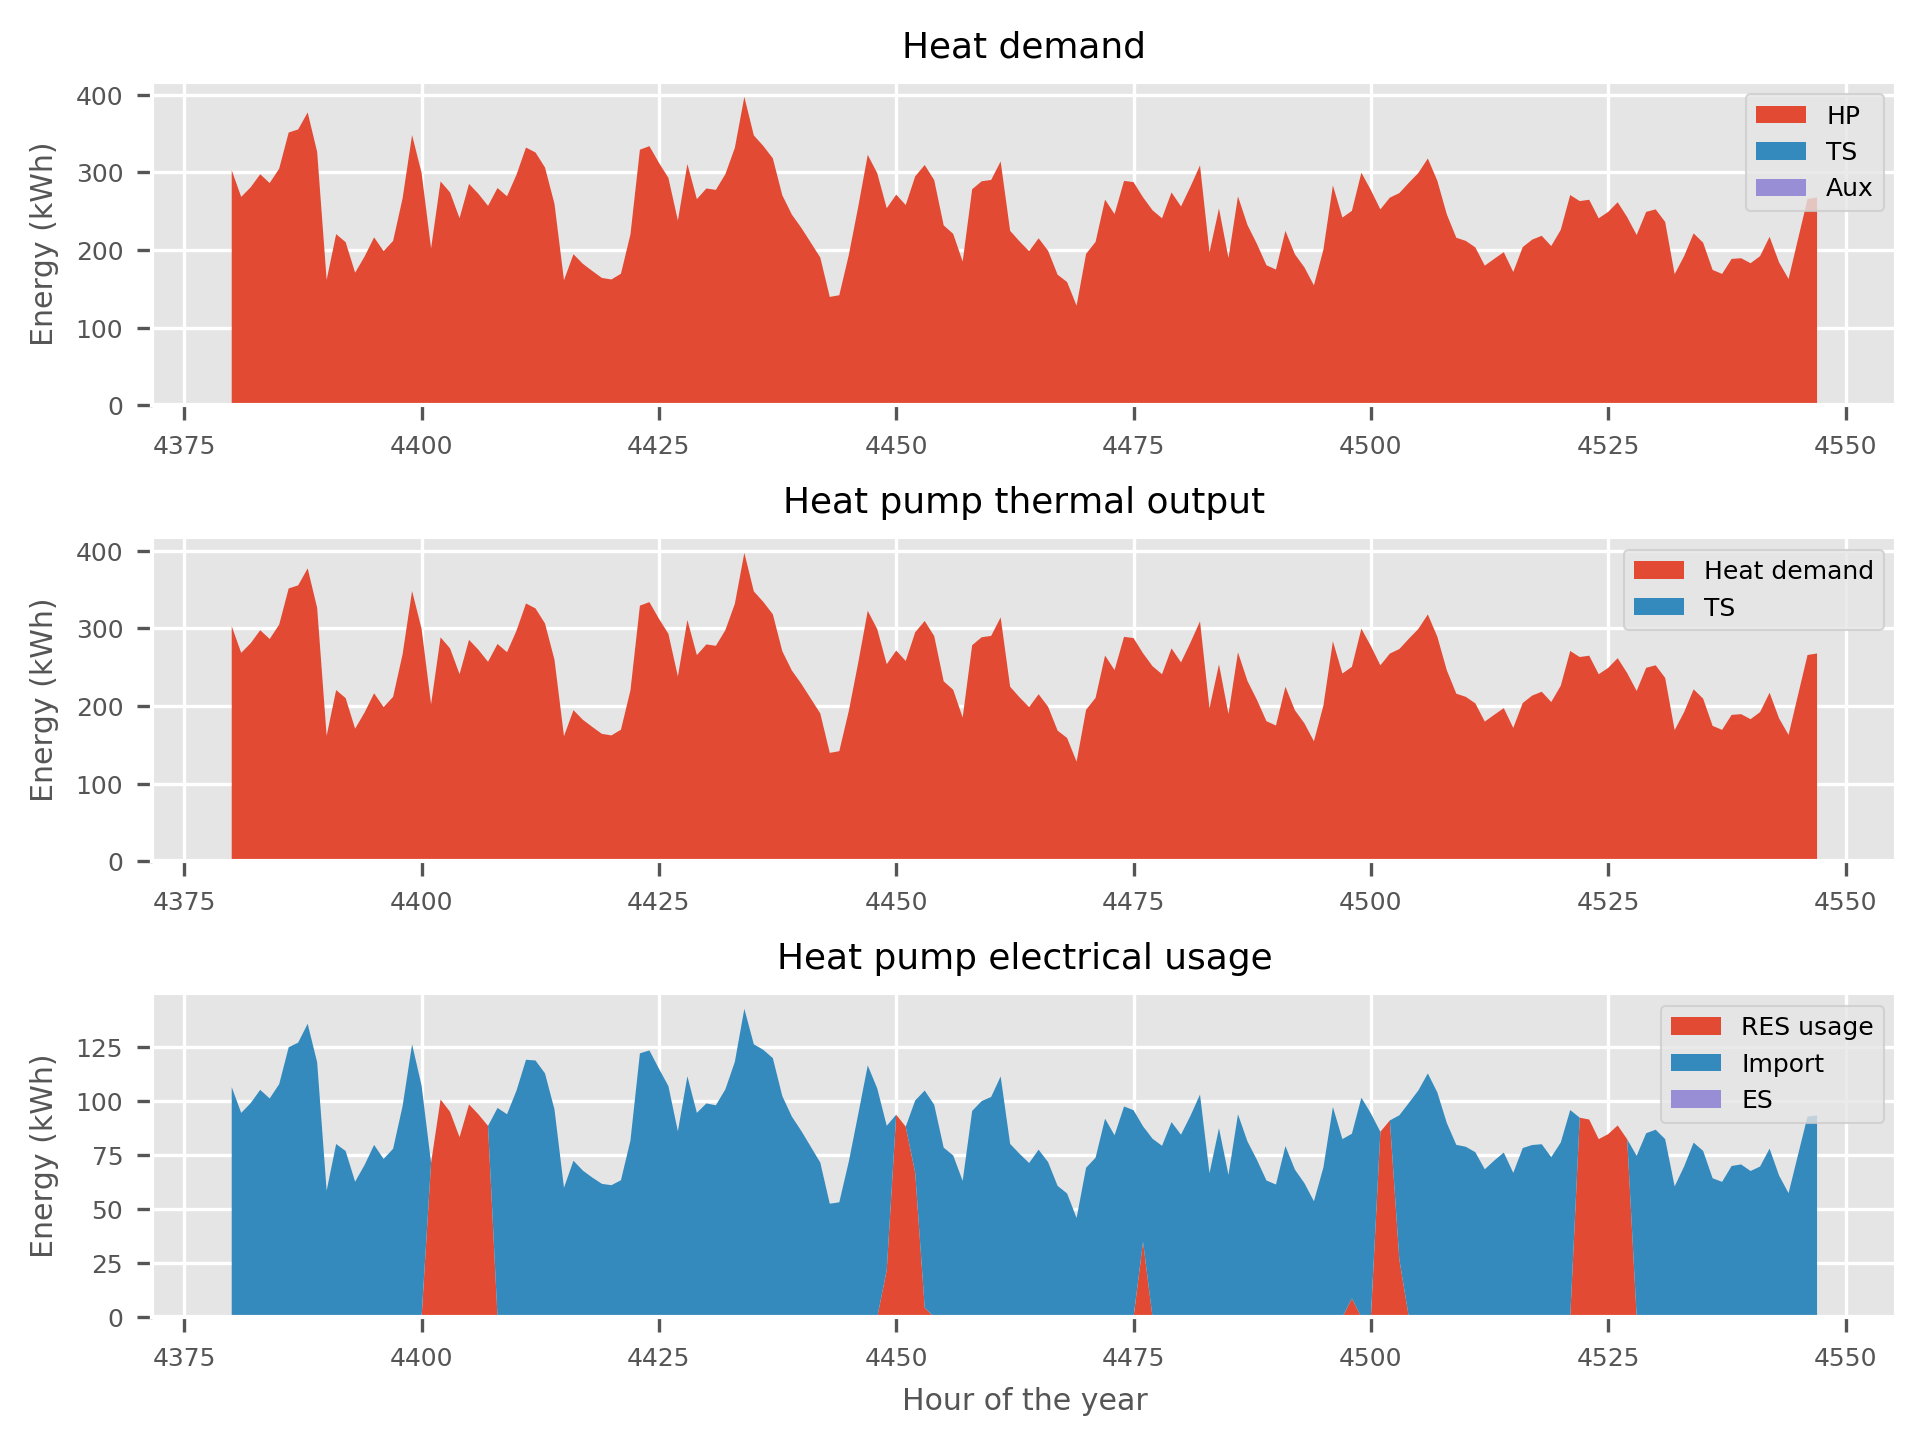 Heat demand
Energy (kWh)
400
300
200
100
0
HP
TS
Aux
4375 4400 4425 4450 4475 4500 4525 4550
Heat pump thermal output
Energy (kWh)
400
300
200
100
0
Heat demand
TS
4375 4400 4425 4450 4475 4500 4525 4550
Heat pump electrical usage
Energy (kWh)
125
100
75
50
25
0
RES usage
Import
ES
4375 4400 4425 4450 4475 4500 4525 4550
Hour of the year